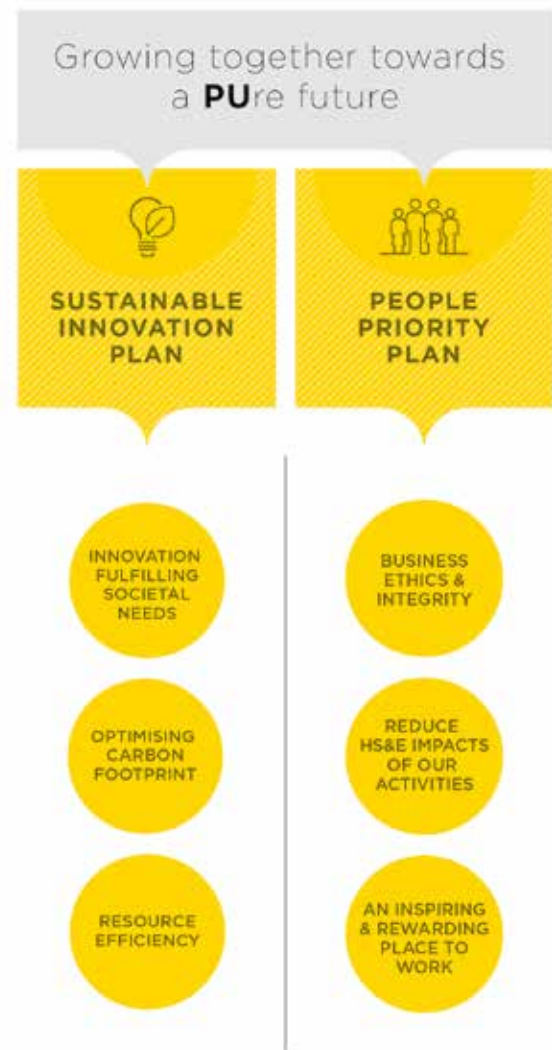 Growing together towards
a PUre future
SUSTAINABLE
INNOVATION
PLAN
PEOPLE
PRIORITY
PLAN
INNOVATION
FULFILLING
SOCIETAL
NEEDS
OPTIMISING
CARBON
FOOTPRINT
RESOURCE
EFFICIENCY
BUSINESS
ETHICS &
INTEGRITY
REDUCE
HS&E IMPACTS
OF OUR
ACTIVITIES
AN INSPIRING
& REWARDING
PLACE TO
WORK